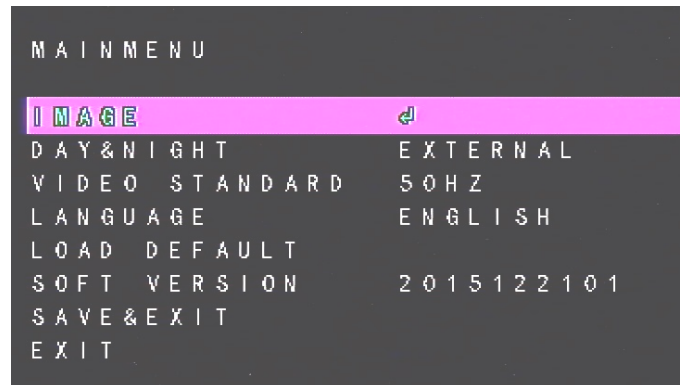 MAINMENU
IMAGE ↲
DAY&NIGHT EXTERNAL
VIDEO STANDARD 50HZ
LANGUAGE ENGLISH
LOAD DEFAULT
SOFT VERSION 2015122101
SAVE&EXIT
EXIT